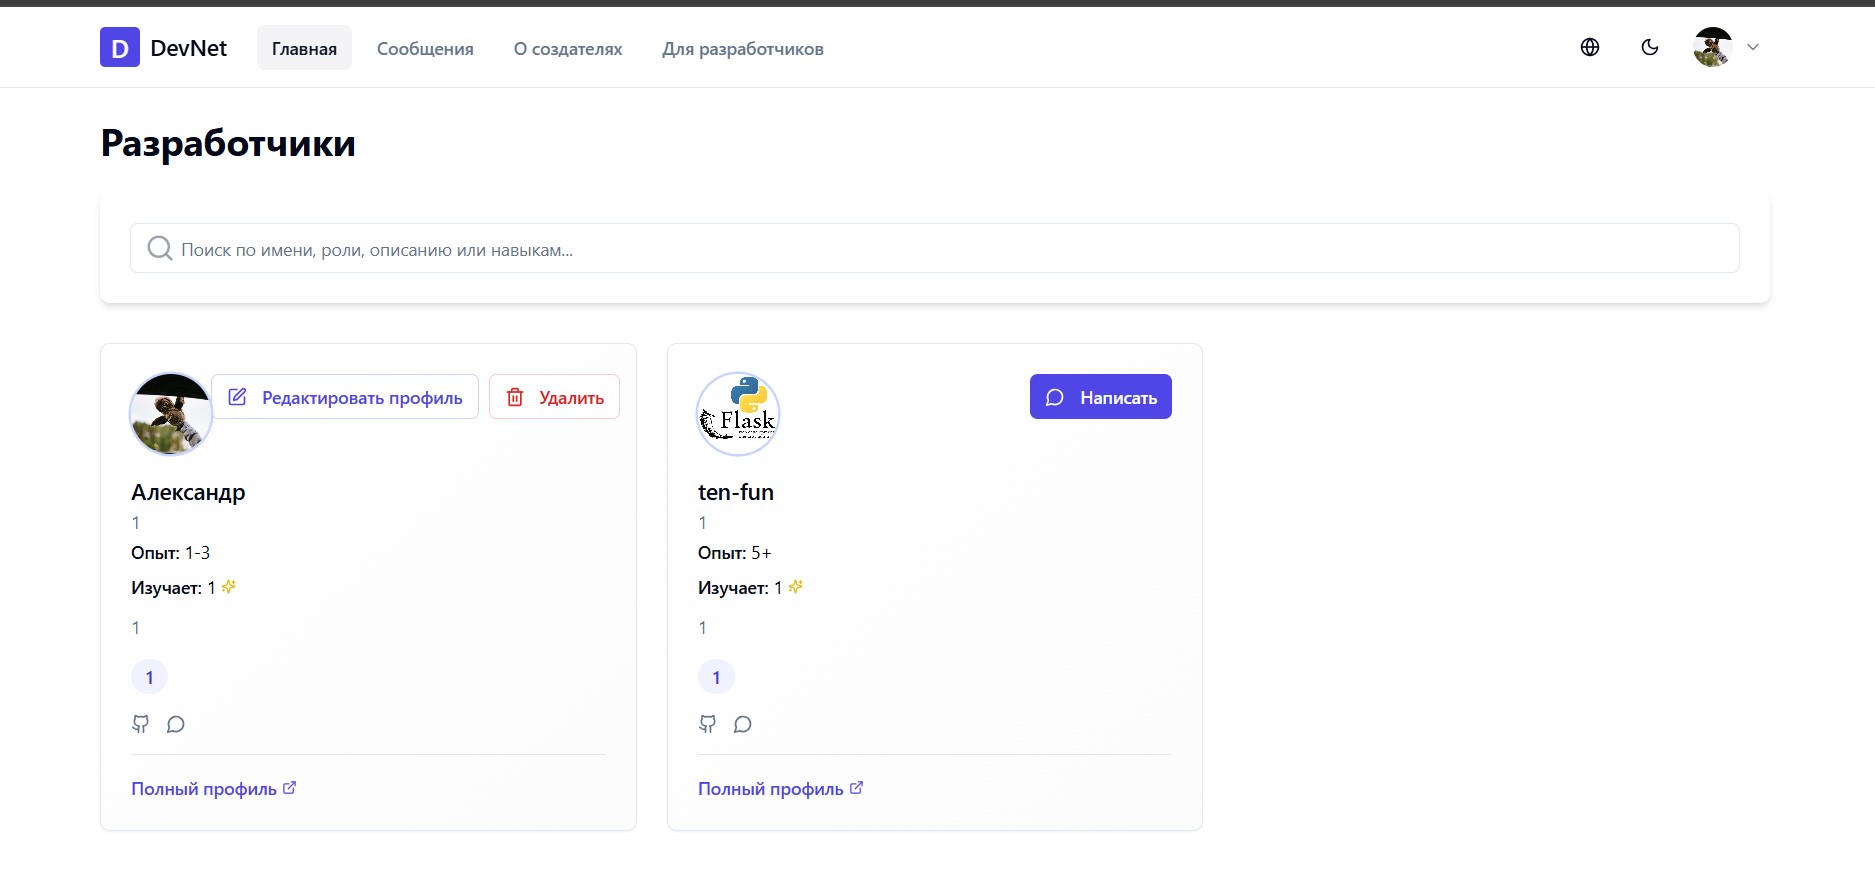 D DevNet Главная Сообщения О создателях Для разработчиков
Разработчики
Поиск по имени, роли, описанию или навыкам...
Редактировать профиль Удалить
Александр
1
Опыт: 1-3
Изучает: 1
1
1
Полный профиль
Flask
Написать
ten-fun
1
Опыт: 5+
Изучает: 1
1
1
Полный профиль